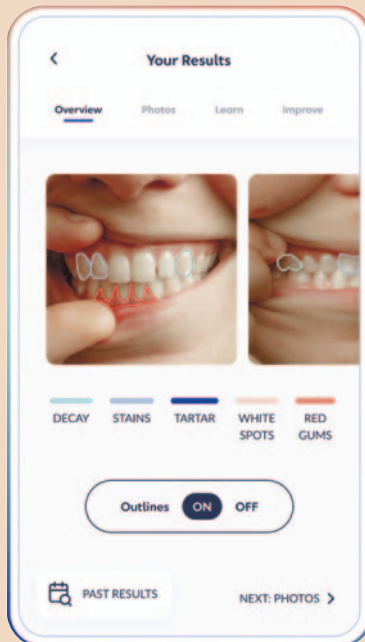 Your Results
Overview Photos Learn Improve
DECAY STAINS TARTAR WHITE SPOTS RED GUMS
Outlines ON OFF
PAST RESULTS NEXT: PHOTOS